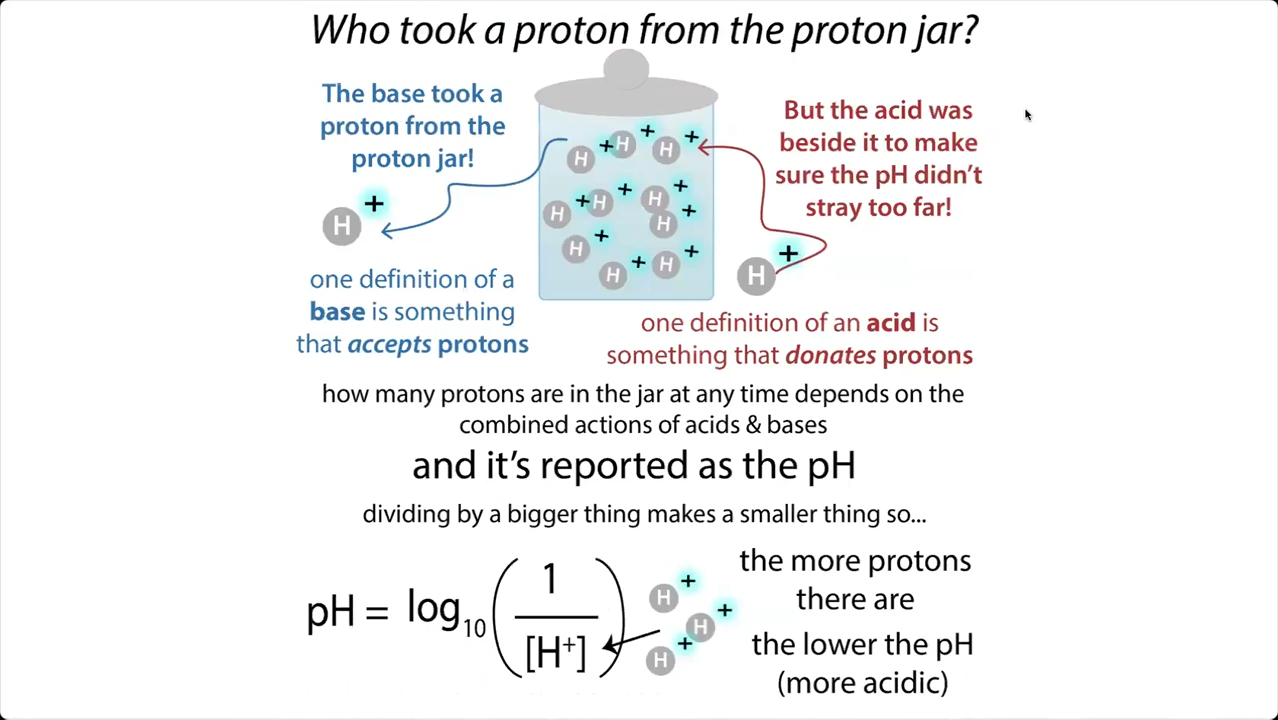 Who took a proton from the proton jar?
The base took a
proton from the
proton jar!
But the acid was
beside it to make
sure the pH didn't
stray too far!
H +
+ H + +
H H
+ H + H +
H H +
H + + H +
H
H +
one definition of a
base is something
that accepts protons
one definition of an acid is
something that donates protons
how many protons are in the jar at any time depends on the
combined actions of acids & bases
and it's reported as the pH
dividing by a bigger thing makes a smaller thing so...
pH = log₁₀(1/[H⁺])
H +
H +
H +
the more protons
there are
the lower the pH
(more acidic)